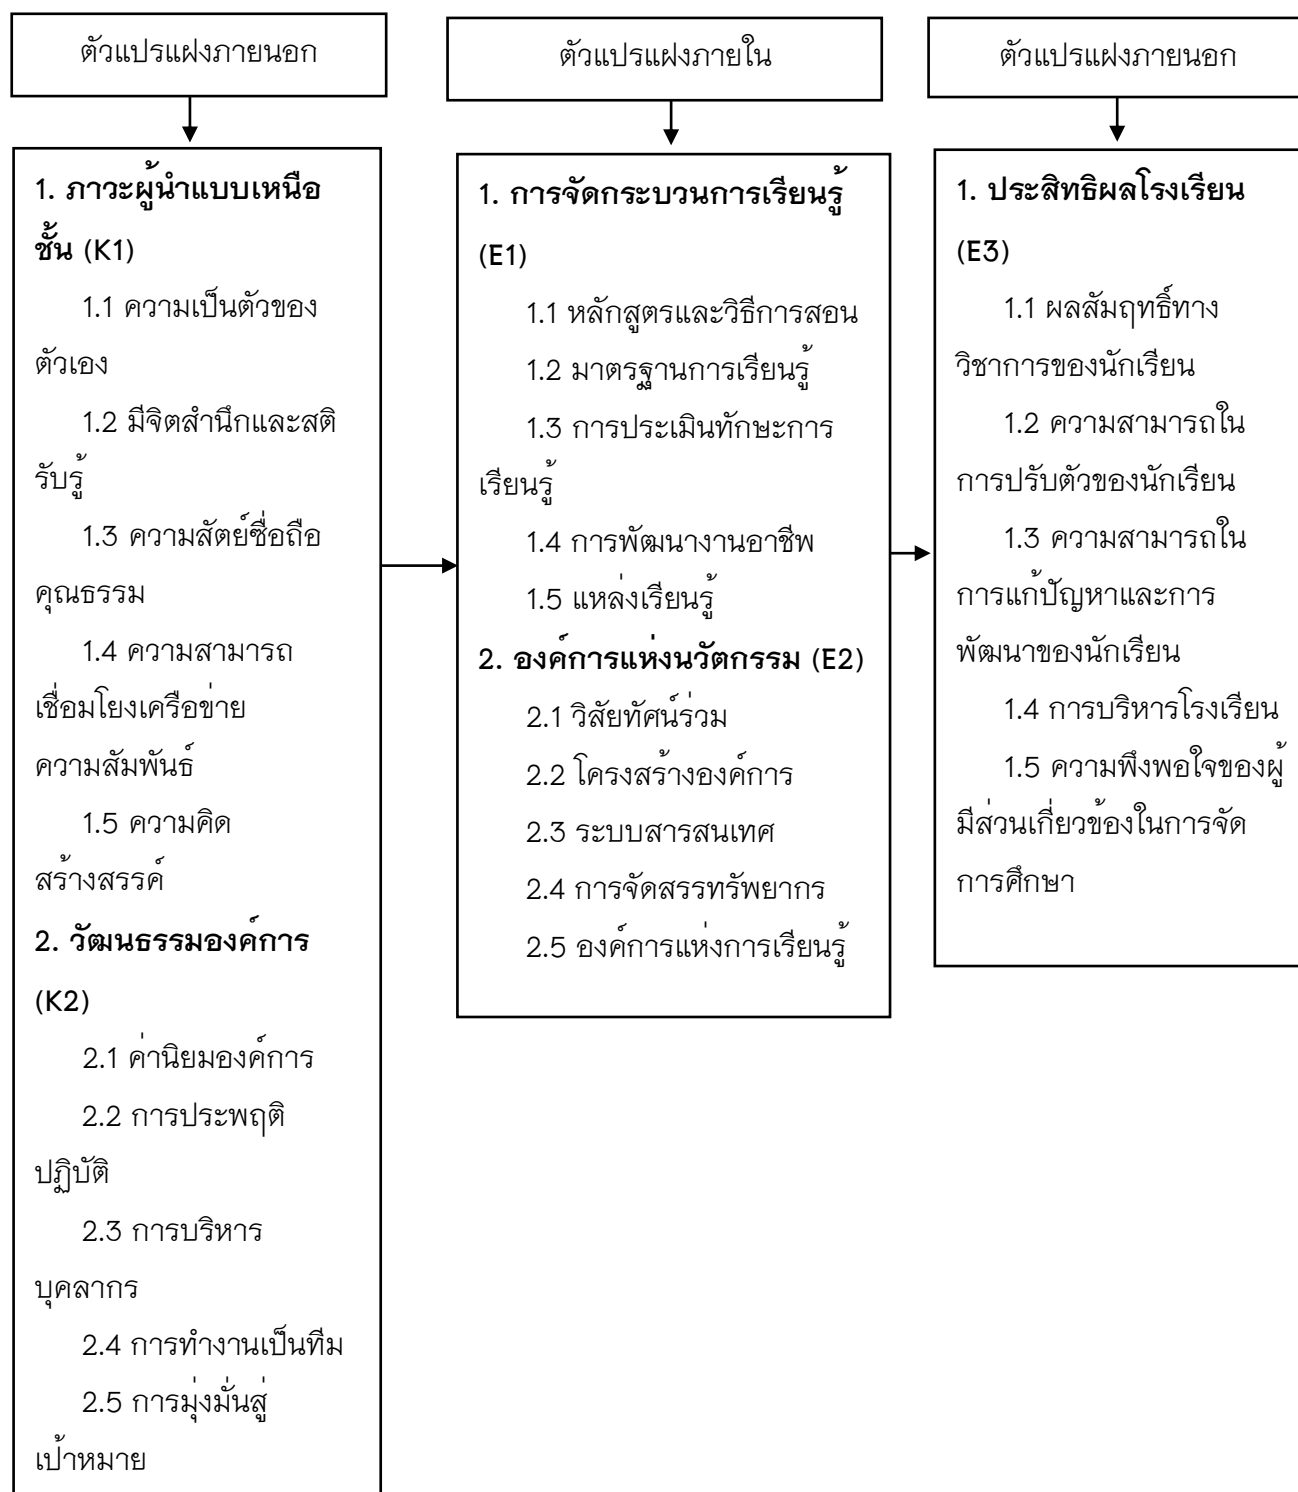 ตัวแปรแฝงภายนอก
ตัวแปรแฝงภายใน
ตัวแปรแฝงภายนอก
1. ภาวะผู้นำแบบเหนือ
ชั้น (K1)
1.1 ความเป็นตัวของ
ตัวเอง
1.2 มีจิตสำนึกและสติ
รับรู้
1.3 ความสัตย์ซื่อถือ
คุณธรรม
1.4 ความสามารถ
เชื่อมโยงเครือข่าย
ความสัมพันธ์
1.5 ความคิด
สร้างสรรค์
2. วัฒนธรรมองค์การ
(K2)
2.1 ค่านิยมองค์การ
2.2 การประพฤติ
ปฏิบัติ
2.3 การบริหาร
บุคลากร
2.4 การทำงานเป็นทีม
2.5 การมุ่งมั่นสู่
เป้าหมาย
1. การจัดกระบวนการเรียนรู้
(E1)
1.1 หลักสูตรและวิธีการสอน
1.2 มาตรฐานการเรียนรู้
1.3 การประเมินทักษะการ
เรียนรู้
1.4 การพัฒนางานอาชีพ
1.5 แหล่งเรียนรู้
2. องค์การแห่งนวัตกรรม (E2)
2.1 วิสัยทัศน์ร่วม
2.2 โครงสร้างองค์การ
2.3 ระบบสารสนเทศ
2.4 การจัดสรรทรัพยากร
2.5 องค์การแห่งการเรียนรู้
1. ประสิทธิผลโรงเรียน
(E3)
1.1 ผลสัมฤทธิ์ทาง
วิชาการของนักเรียน
1.2 ความสามารถใน
การปรับตัวของนักเรียน
1.3 ความสามารถใน
การแก้ปัญหาและการ
พัฒนาของนักเรียน
1.4 การบริหารโรงเรียน
1.5 ความพึงพอใจของผู้
มีส่วนเกี่ยวข้องในการจัด
การศึกษา